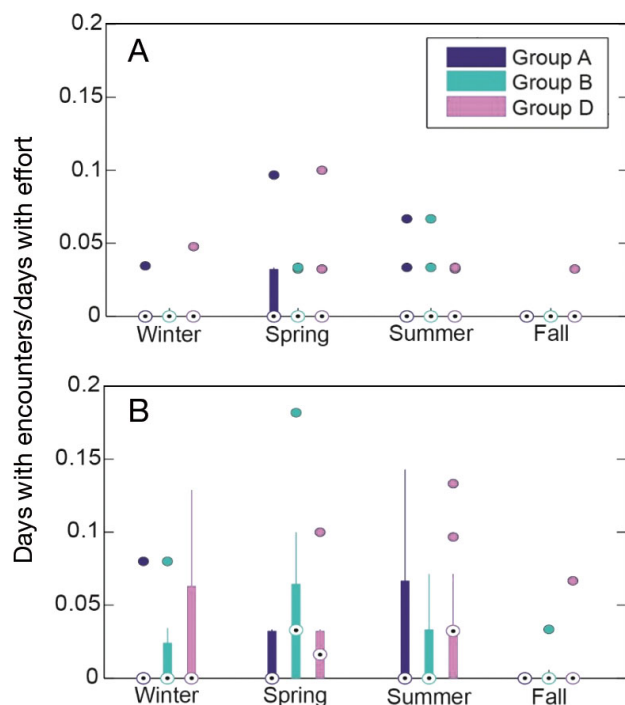 Days with encounters/days with effort
A
Group A
Group B
Group D
0.2
0.15
0.1
0.05
0
Winter Spring Summer Fall
B
0.2
0.15
0.1
0.05
0
Winter Spring Summer Fall